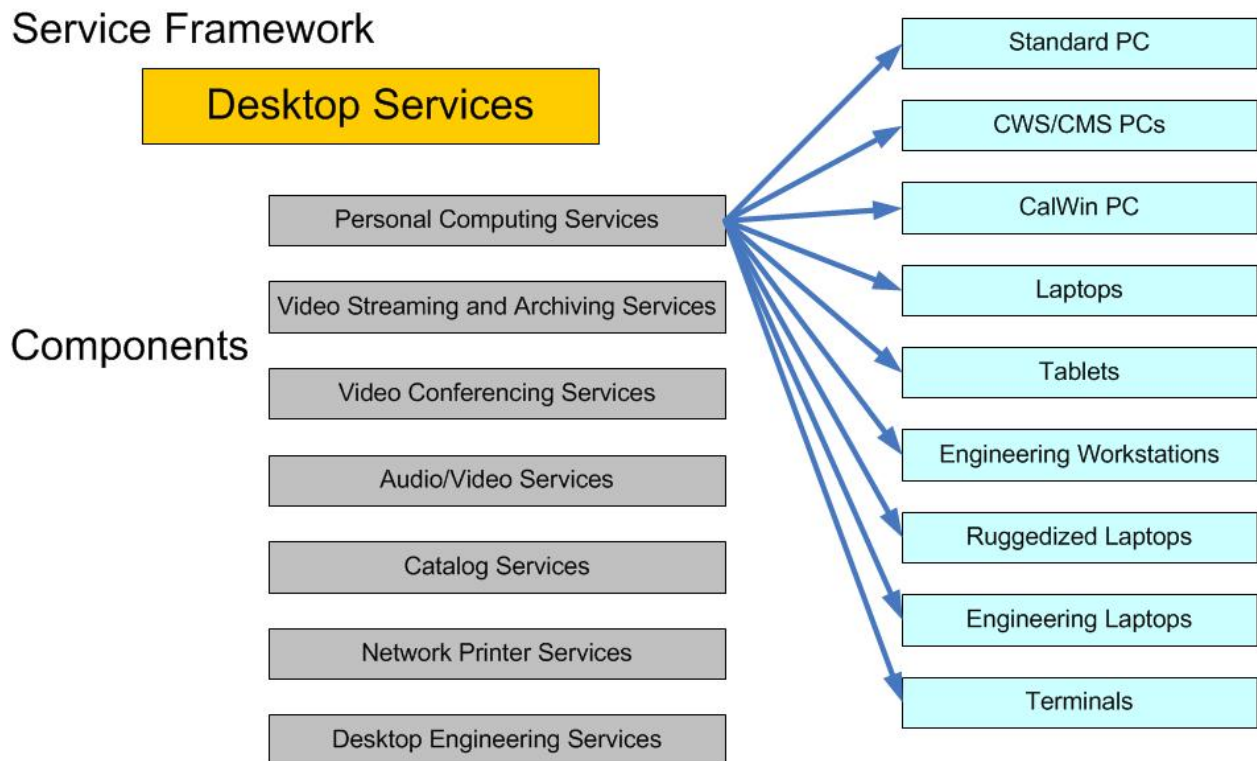 Service Framework
Desktop Services
Components
Personal Computing Services
Video Streaming and Archiving Services
Video Conferencing Services
Audio/Video Services
Catalog Services
Network Printer Services
Desktop Engineering Services
Standard PC
CWS/CMS PCs
CalWin PC
Laptops
Tablets
Engineering Workstations
Ruggedized Laptops
Engineering Laptops
Terminals